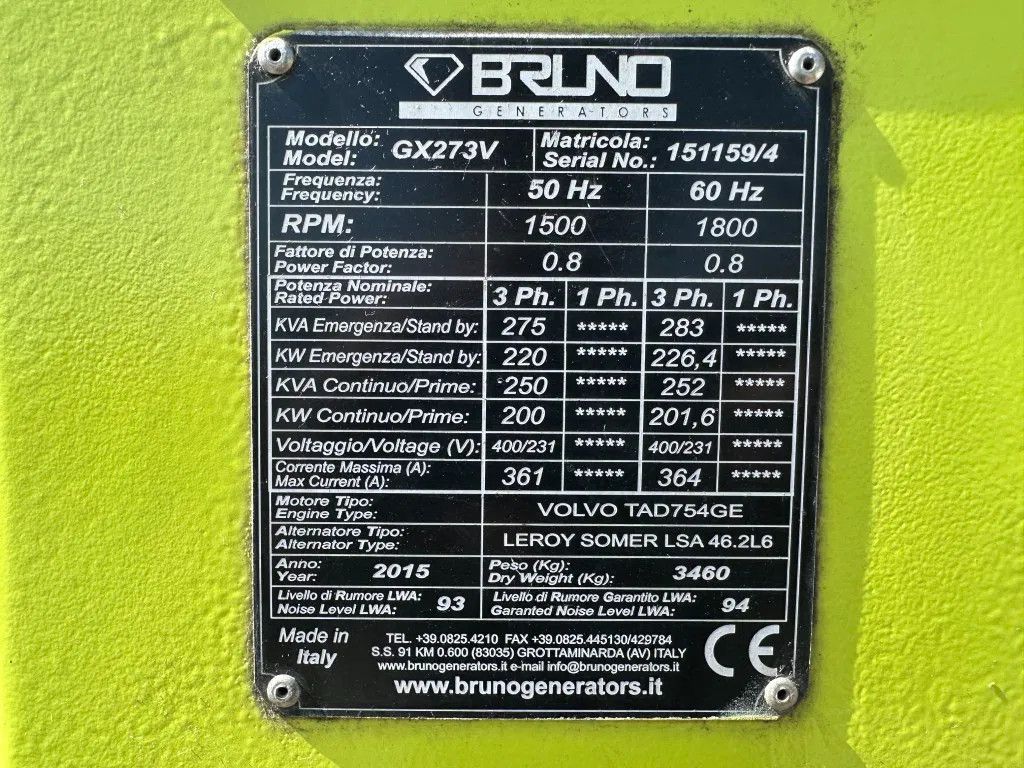 BRUNO
GENERATORS
Modello: GX273V Matricola: 151159/4
Model: Serial No.:
Frequenza: 50 Hz 60 Hz
Frequency:
RPM: 1500 1800
Fattore di Potenza: 0.8 0.8
Power Factor:
Potenza Nominale: 3 Ph. 1 Ph. 3 Ph. 1 Ph.
Rated Power:
KVA Emergenza/Stand by: 275 ***** 283 *****
KW Emergenza/Stand by: 220 ***** 226,4 *****
KVA Continuo/Prime: 250 ***** 252 *****
KW Continuo/Prime: 200 ***** 201,6 *****
Voltaggio/Voltage (V): 400/231 ***** 400/231 *****
Corrente Massima (A): 361 ***** 364 *****
Max Current (A):
Motore Tipo: VOLVO TAD754GE
Engine Type:
Alternatore Tipo: LEROY SOMER LSA 46.2L6
Alternator Type:
Anno: 2015 Peso (Kg): 3460
Year: Dry Weight (Kg):
Livello di Rumore LWA: 93 Livello di Rumore Garantito LWA: 94
Noise Level LWA: Garanted Noise Level LWA:
Made in Italy
TEL. +39.0825.4210 FAX +39.0825.445130/429784
S.S. 91 KM 0.600 (83035) GROTTAMINARDA (AV) ITALY
www.brunogenerators.it e-mail info@brunogenerators.it
www.brunogenerators.it
CE